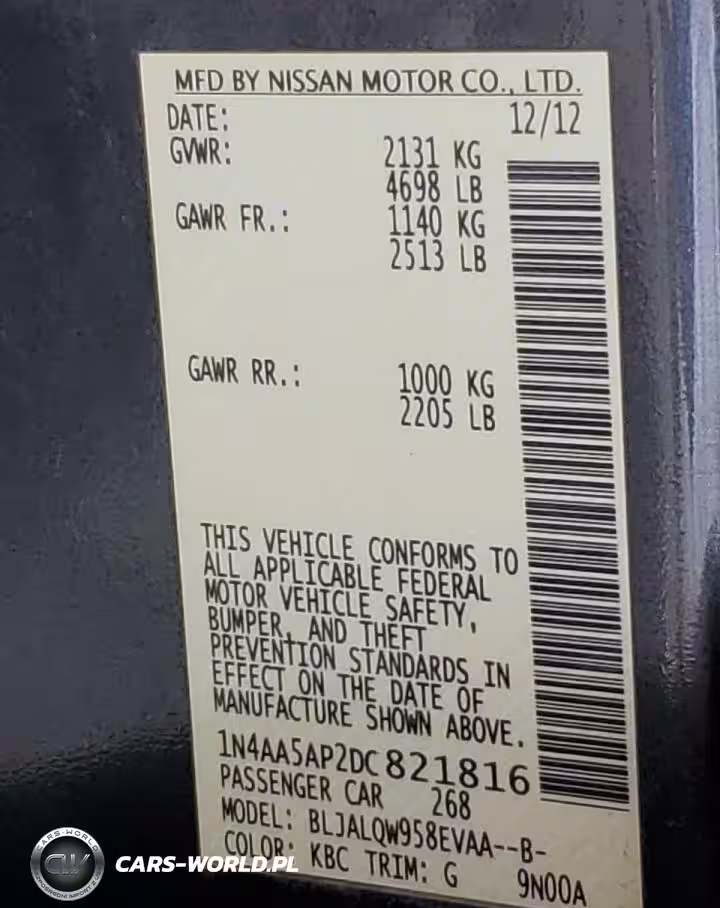 MFD BY NISSAN MOTOR CO., LTD.
DATE: 12/12
GVWR: 2131 KG
4698 LB
GAWR FR.: 1140 KG
2513 LB
GAWR RR.: 1000 KG
2205 LB
THIS VEHICLE CONFORMS TO
ALL APPLICABLE FEDERAL
MOTOR VEHICLE SAFETY,
BUMPER, AND THEFT
PREVENTION STANDARDS IN
EFFECT ON THE DATE OF
MANUFACTURE SHOWN ABOVE.
1N4AA5AP2DC821816
PASSENGER CAR 268
MODEL: BLJALQW958EVAA--B-
COLOR: KBC TRIM: G 9N00A
CARS-WORLD
CW
CARS-WORLD.PL